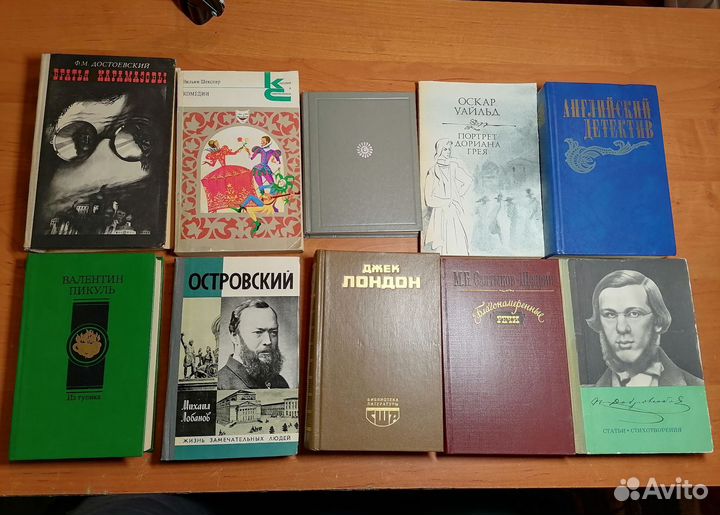 Ф.М. ДОСТОЕВСКИЙ
БРАТЬЯ КАРАМАЗОВЫ
Вильям Шекспир
КОМЕДИИ
КС
ОСКАР
УАЙЛЬД
ПОРТРЕТ
ДОРИАНА
ГРЕЯ
АНГЛИЙСКИЙ
ДЕТЕКТИВ
ВАЛЕНТИН
ПИКУЛЬ
Из тупика
ОСТРОВСКИЙ
Михаил
Лобанов
ЖИЗНЬ ЗАМЕЧАТЕЛЬНЫХ ЛЮДЕЙ
ДЖЕК
ЛОНДОН
БИБЛИОТЕКА
ЛИТЕРАТУРЫ
М.Е. Салтыков-Щедрин
Благонамеренные
речи
СТАТЬИ · СТИХОТВОРЕНИЯ
Avito